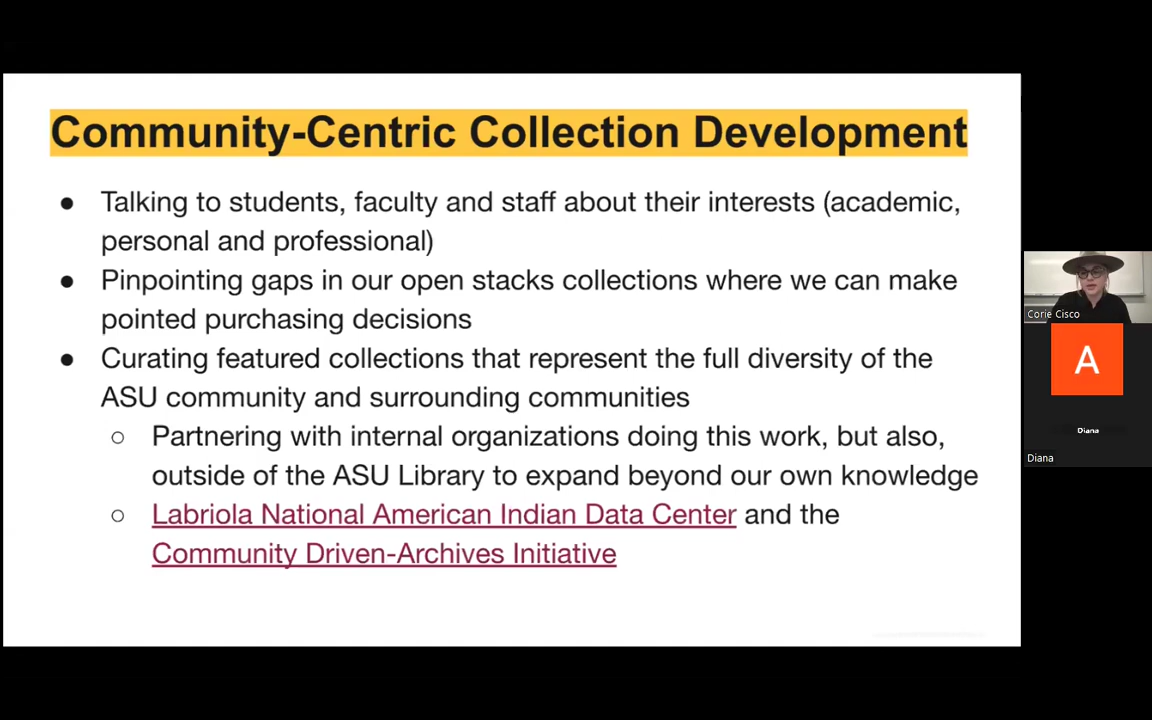 Community-Centric Collection Development
● Talking to students, faculty and staff about their interests (academic,
personal and professional)
● Pinpointing gaps in our open stacks collections where we can make
pointed purchasing decisions
● Curating featured collections that represent the full diversity of the
ASU community and surrounding communities
○ Partnering with internal organizations doing this work, but also,
outside of the ASU Library to expand beyond our own knowledge
○ Labriola National American Indian Data Center and the
Community Driven-Archives Initiative
Corie Cisco
A
Diana
Diana